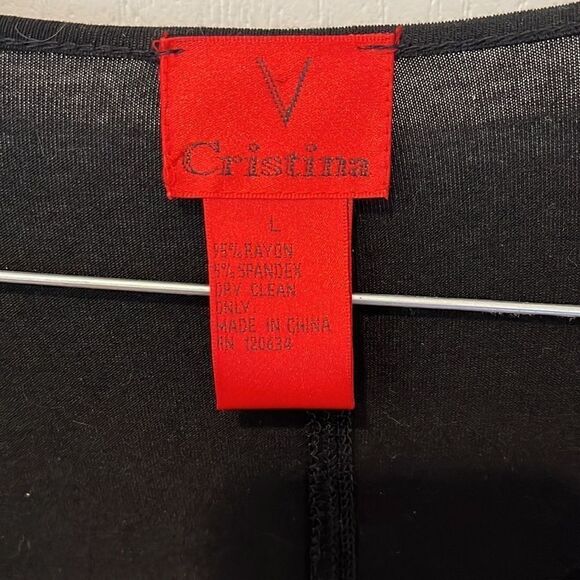 V
Cristina
L
95% RAYON
5% SPANDEX
DRY CLEAN
ONLY
MADE IN CHINA
RN 120634